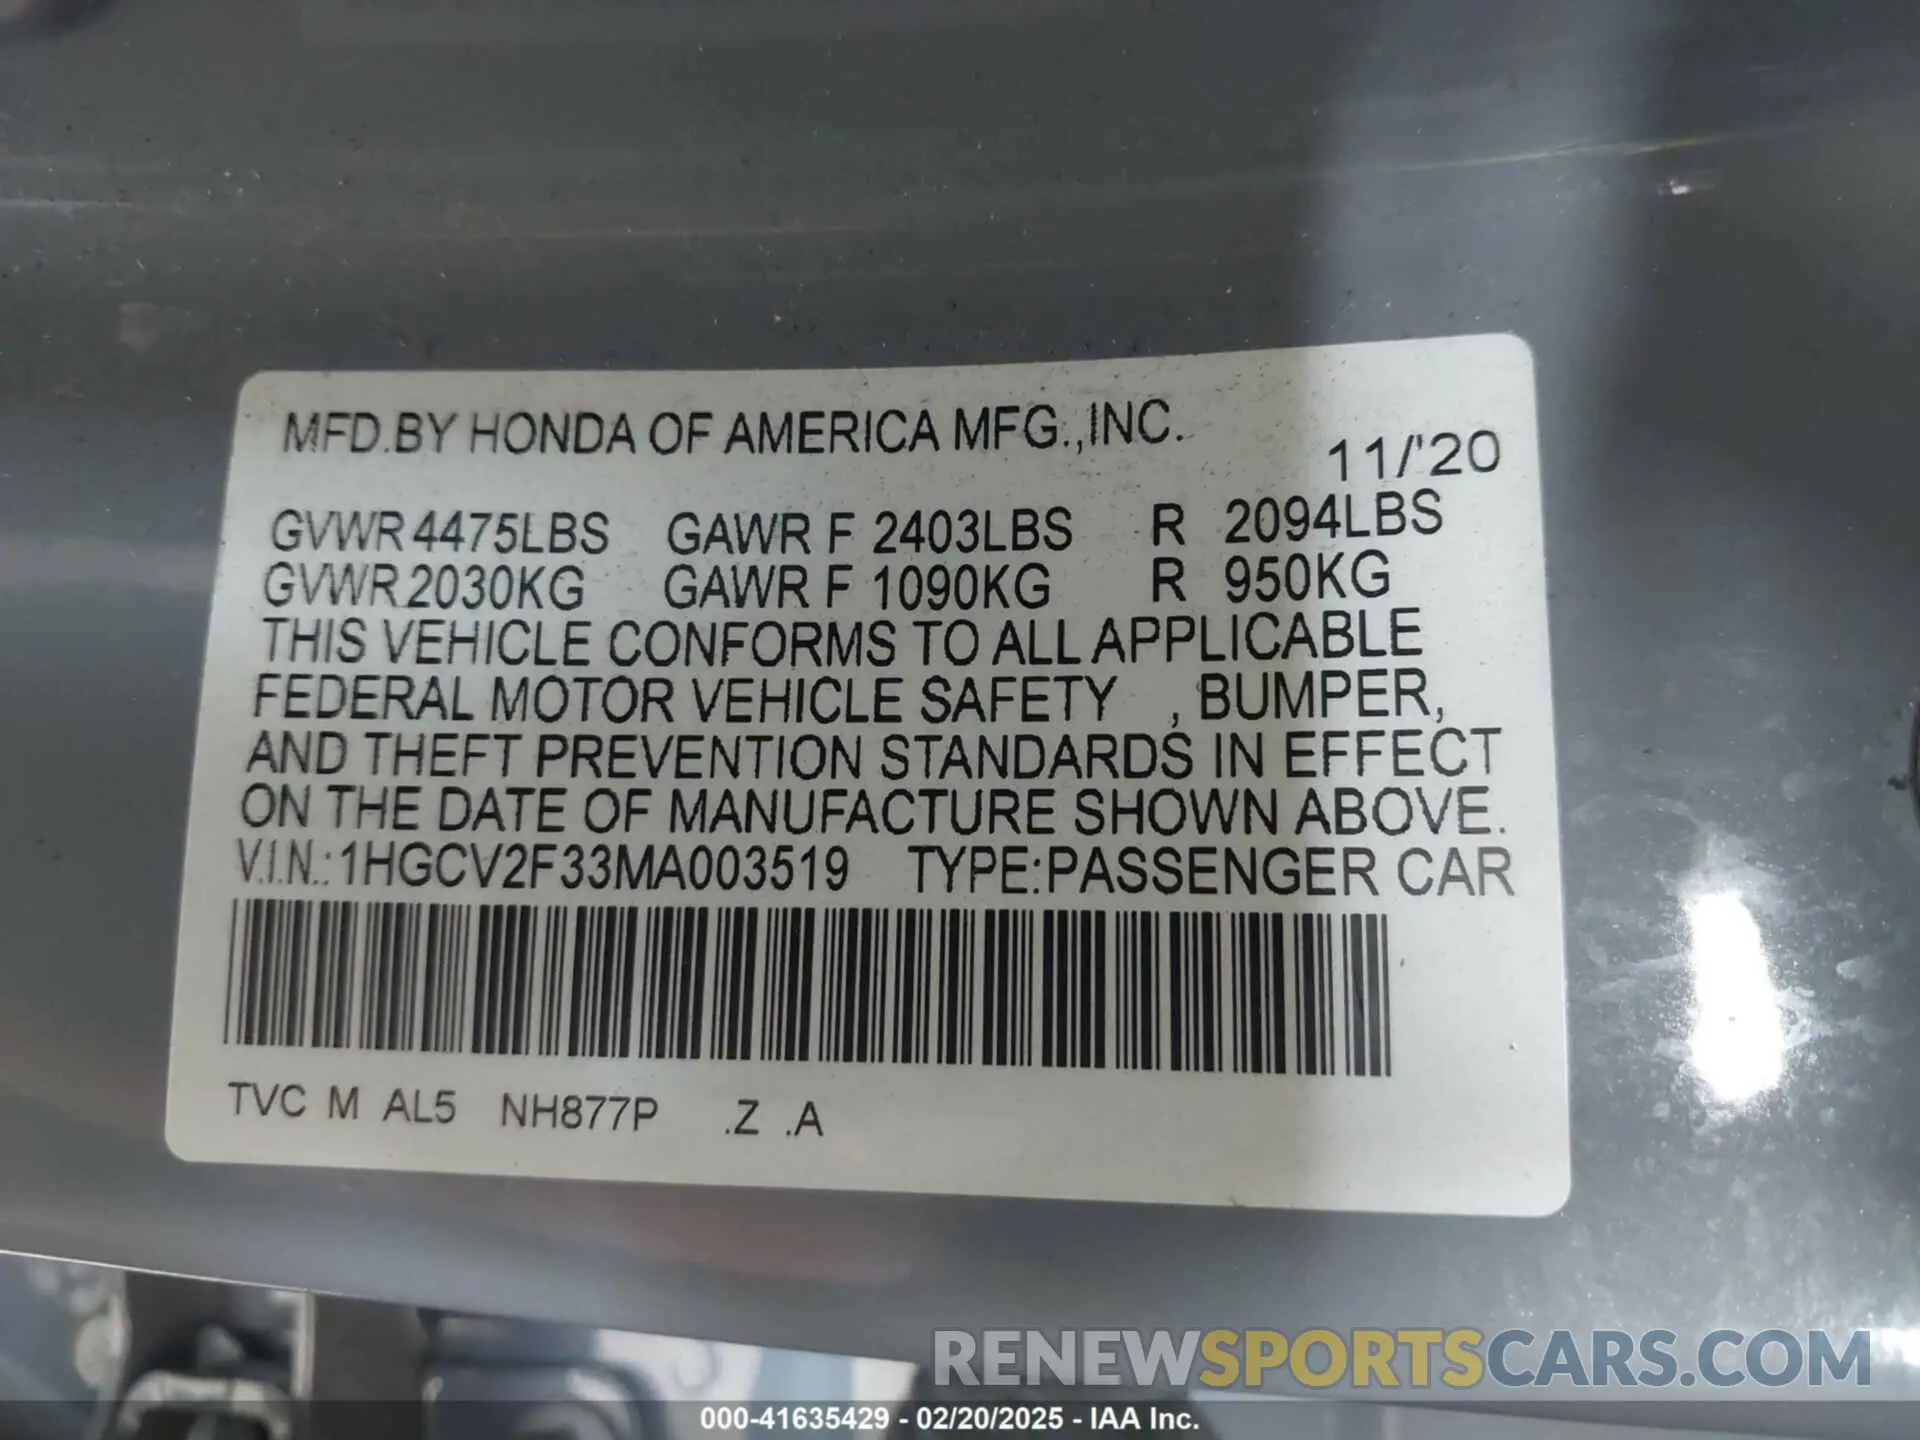 MFD.BY HONDA OF AMERICA MFG.,INC.
11/'20
GVWR 4475LBS GAWR F 2403LBS R 2094LBS
GVWR 2030KG GAWR F 1090KG R 950KG
THIS VEHICLE CONFORMS TO ALL APPLICABLE
FEDERAL MOTOR VEHICLE SAFETY , BUMPER,
AND THEFT PREVENTION STANDARDS IN EFFECT
ON THE DATE OF MANUFACTURE SHOWN ABOVE.
V.I.N.: 1HGCV2F33MA003519 TYPE:PASSENGER CAR
TVC M AL5 NH877P .Z .A
RENEWSPORTSCARS.COM
000-41635429 - 02/20/2025 - IAA Inc.